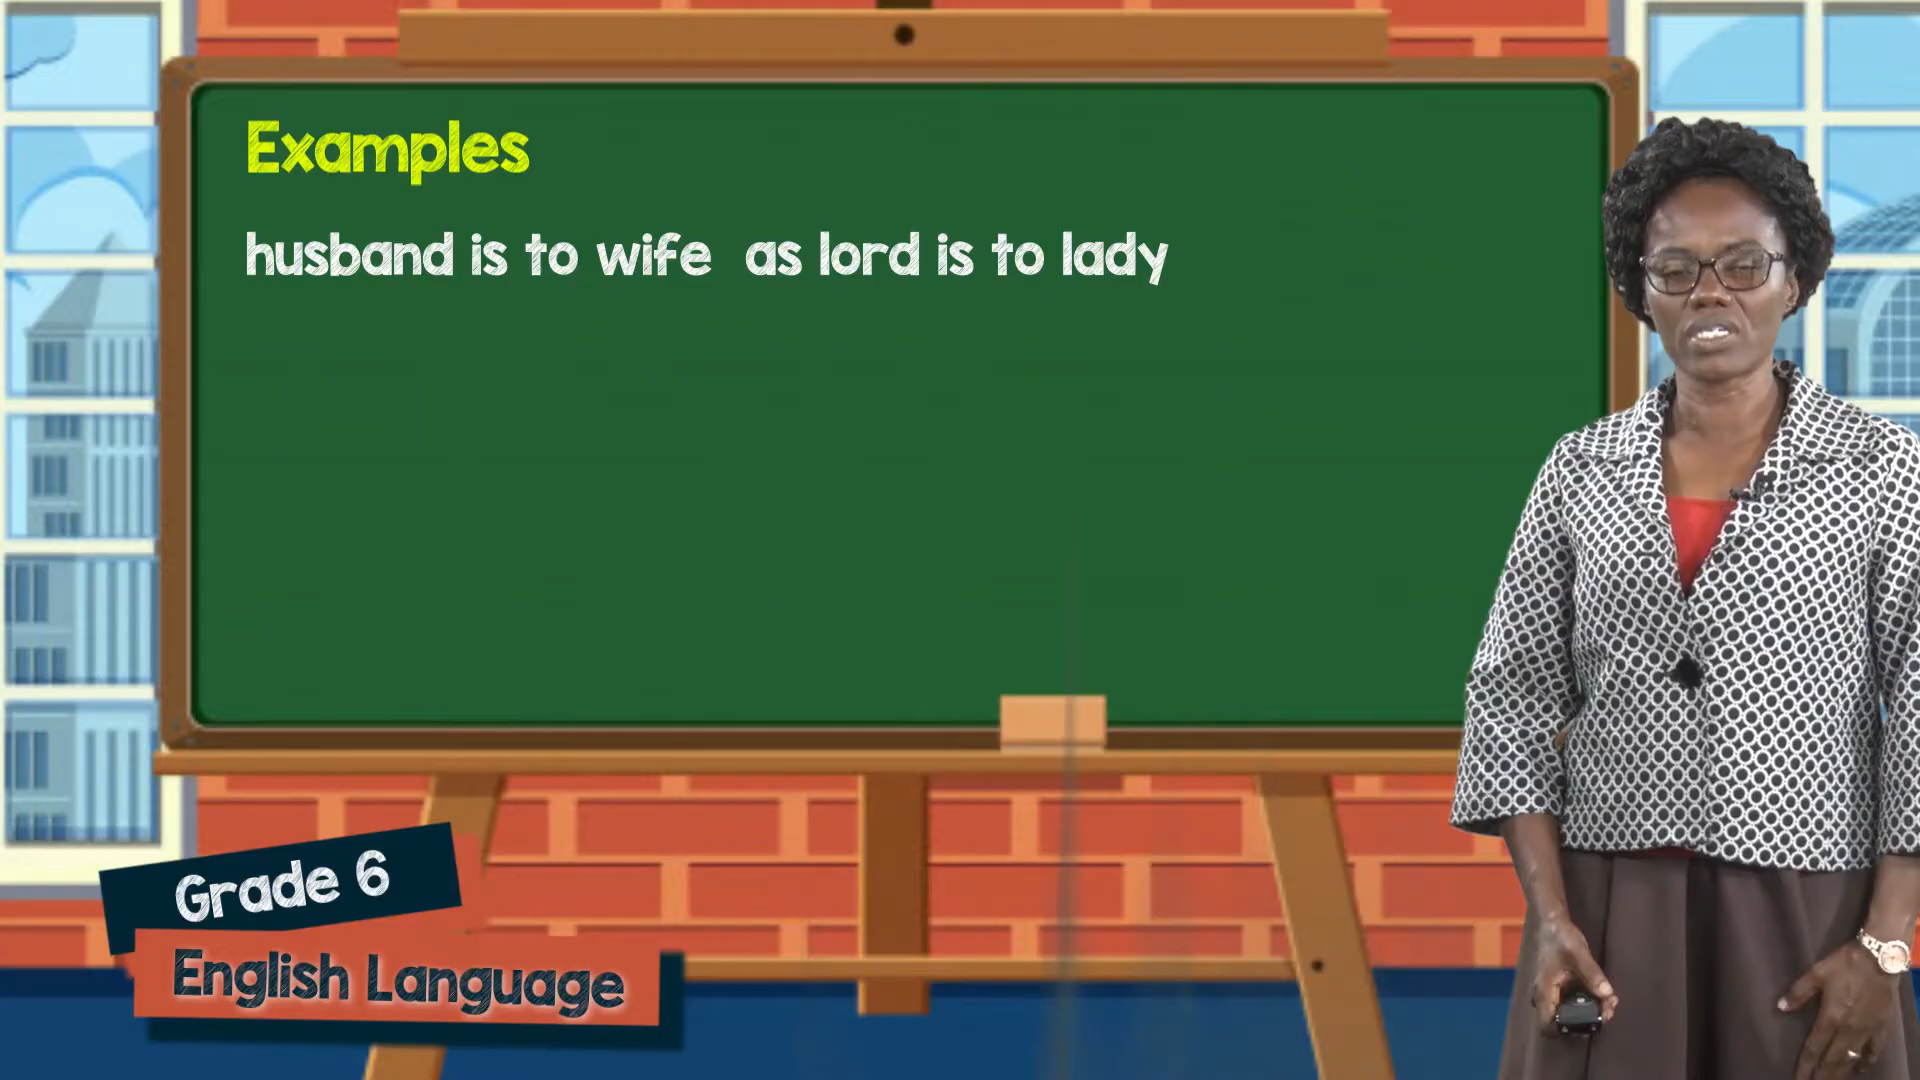 Examples
husband is to wife as lord is to lady
Grade 6
English Language